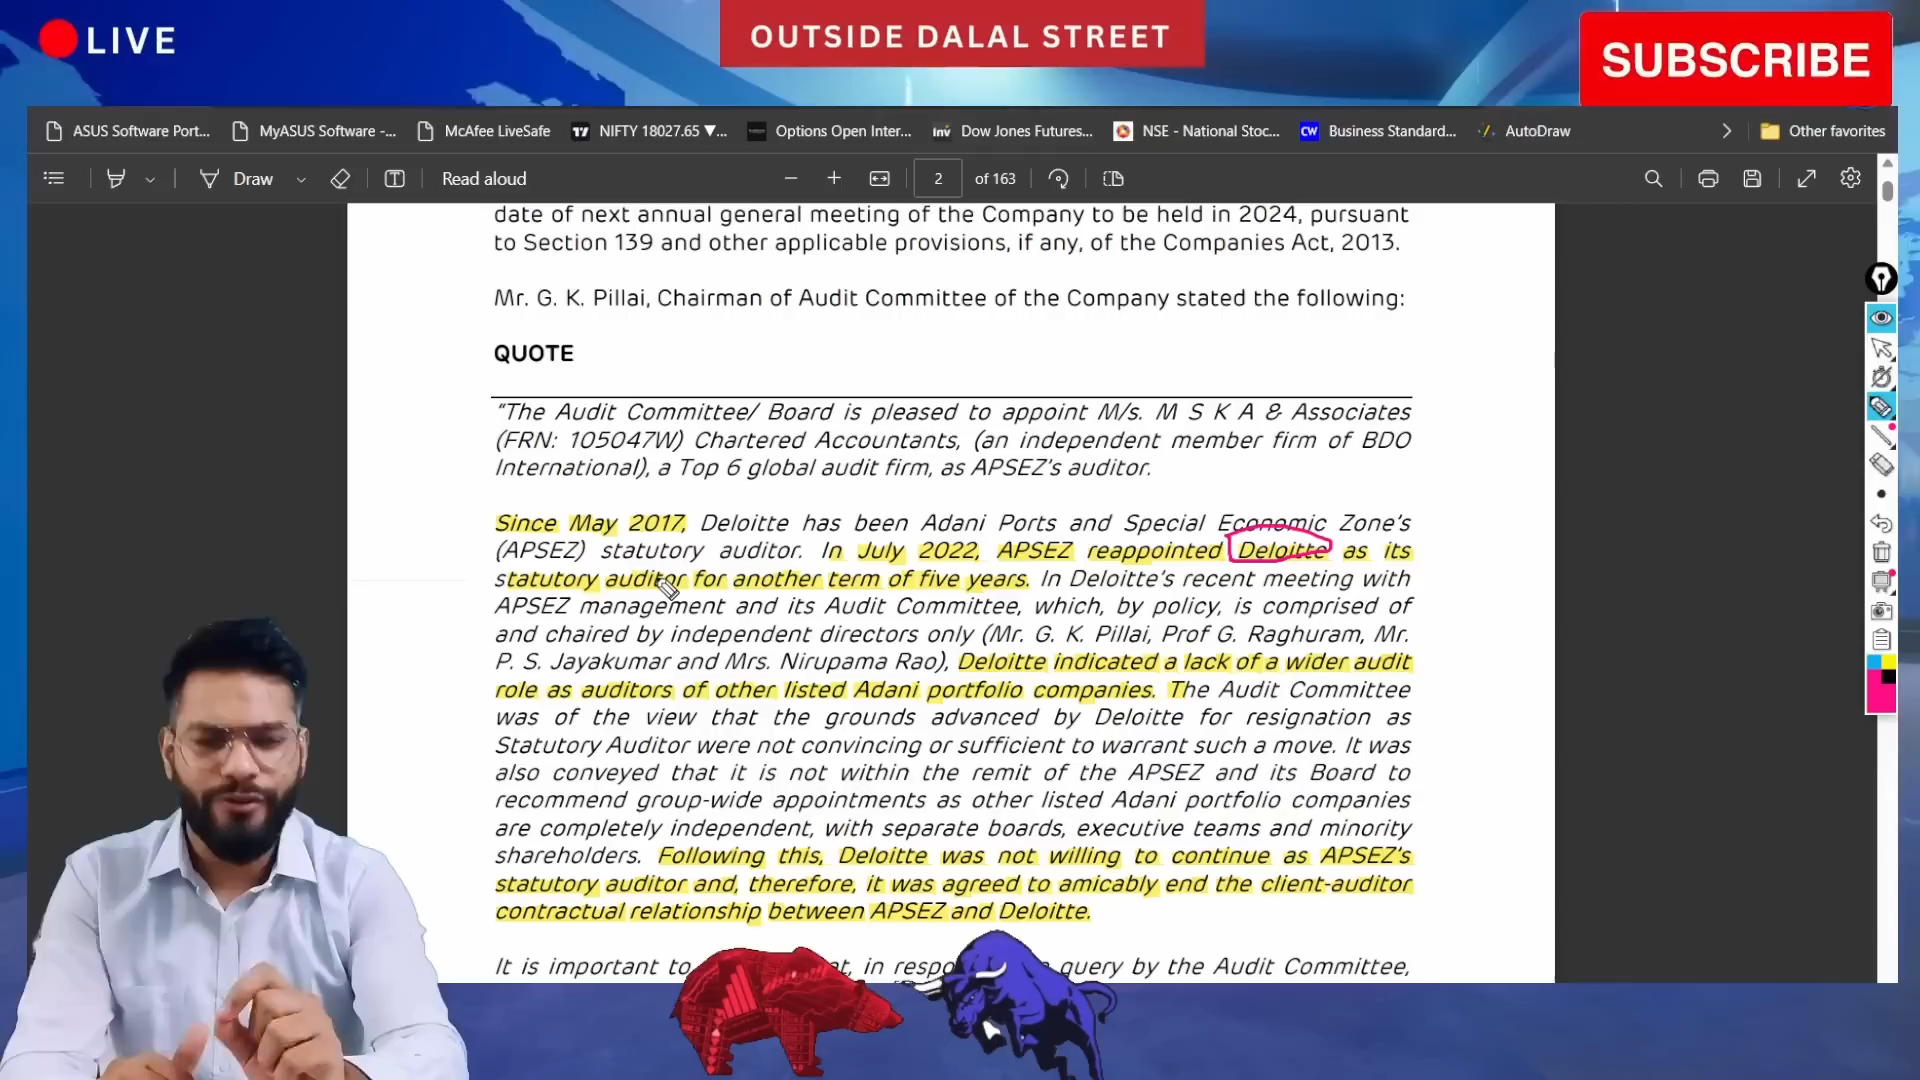 LIVE
OUTSIDE DALAL STREET
SUBSCRIBE
ASUS Software Port... MyASUS Software -... McAfee LiveSafe NIFTY 18027.65 ▼... Options Open Inter... Dow Jones Futures... NSE - National Stoc... Business Standard... AutoDraw Other favorites
Draw Read aloud 2 of 163
date of next annual general meeting of the Company to be held in 2024, pursuant
to Section 139 and other applicable provisions, if any, of the Companies Act, 2013.
Mr. G. K. Pillai, Chairman of Audit Committee of the Company stated the following:
QUOTE
“The Audit Committee/ Board is pleased to appoint M/s. M S K A & Associates
(FRN: 105047W) Chartered Accountants, (an independent member firm of BDO
International), a Top 6 global audit firm, as APSEZ’s auditor.
Since May 2017, Deloitte has been Adani Ports and Special Economic Zone’s
(APSEZ) statutory auditor. In July 2022, APSEZ reappointed Deloitte as its
statutory auditor for another term of five years. In Deloitte’s recent meeting with
APSEZ management and its Audit Committee, which, by policy, is comprised of
and chaired by independent directors only (Mr. G. K. Pillai, Prof G. Raghuram, Mr.
P. S. Jayakumar and Mrs. Nirupama Rao), Deloitte indicated a lack of a wider audit
role as auditors of other listed Adani portfolio companies. The Audit Committee
was of the view that the grounds advanced by Deloitte for resignation as
Statutory Auditor were not convincing or sufficient to warrant such a move. It was
also conveyed that it is not within the remit of the APSEZ and its Board to
recommend group-wide appointments as other listed Adani portfolio companies
are completely independent, with separate boards, executive teams and minority
shareholders. Following this, Deloitte was not willing to continue as APSEZ’s
statutory auditor and, therefore, it was agreed to amicably end the client-auditor
contractual relationship between APSEZ and Deloitte.
It is important to in query by the Audit Committee,